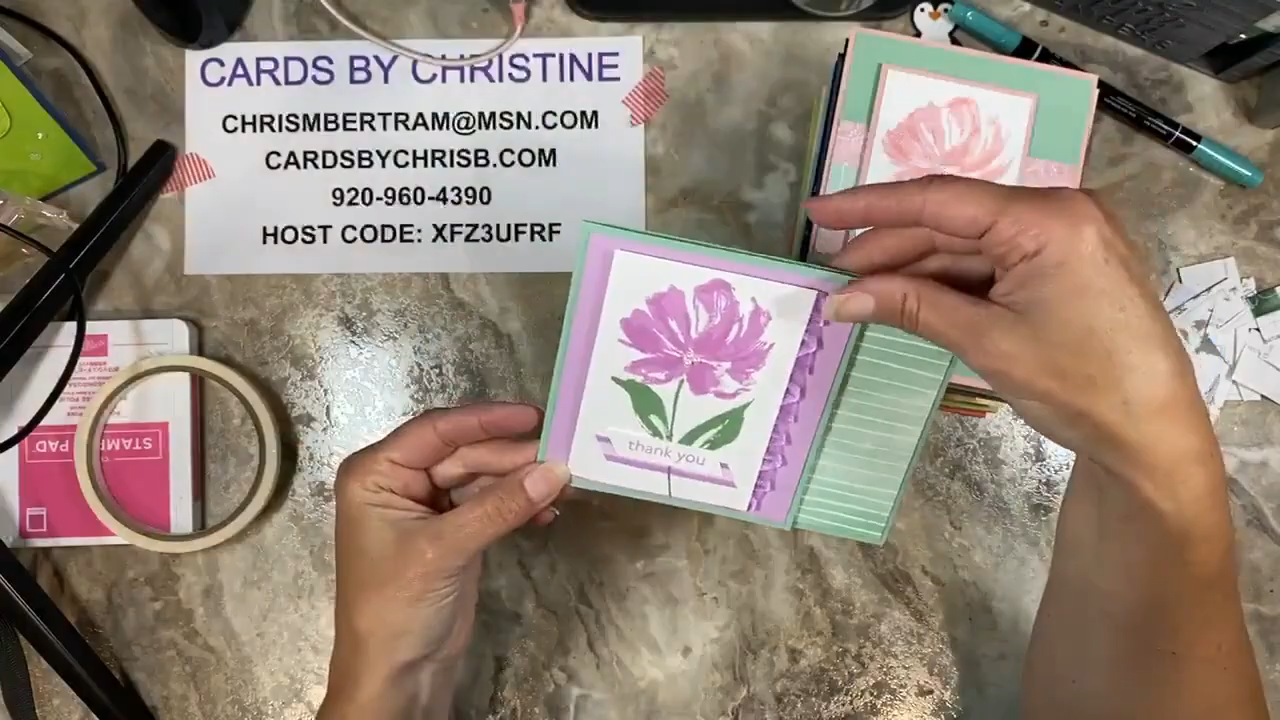 CARDS BY CHRISTINE
CHRISMBERTRAM@MSN.COM
CARDSBYCHRISB.COM
920-960-4390
HOST CODE: XFZ3UFRF
thank you
STAMP PAD